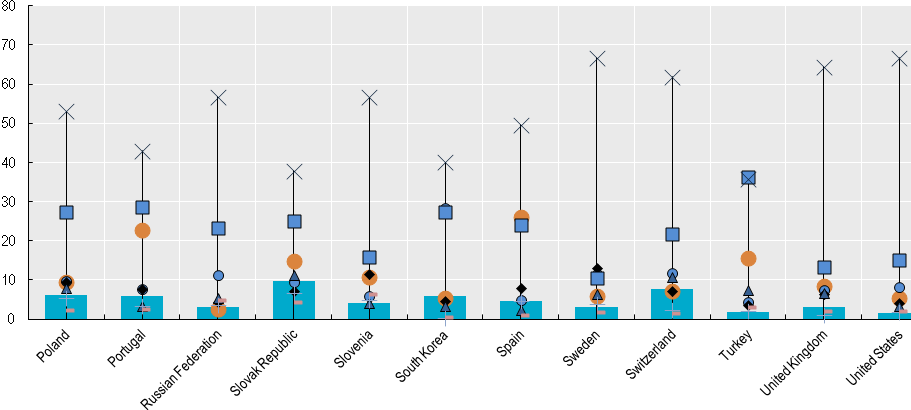 80
70
60
50
40
30
20
10
0
Poland
Portugal
Russian Federation
Slovak Republic
Slovenia
South Korea
Spain
Sweden
Switzerland
Turkey
United Kingdom
United States